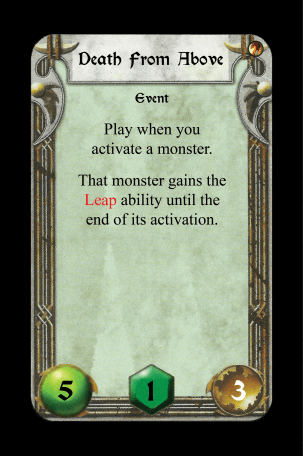 Death From Above
Event
Play when you
activate a monster.
That monster gains the
Leap ability until the
end of its activation.
5 1 3